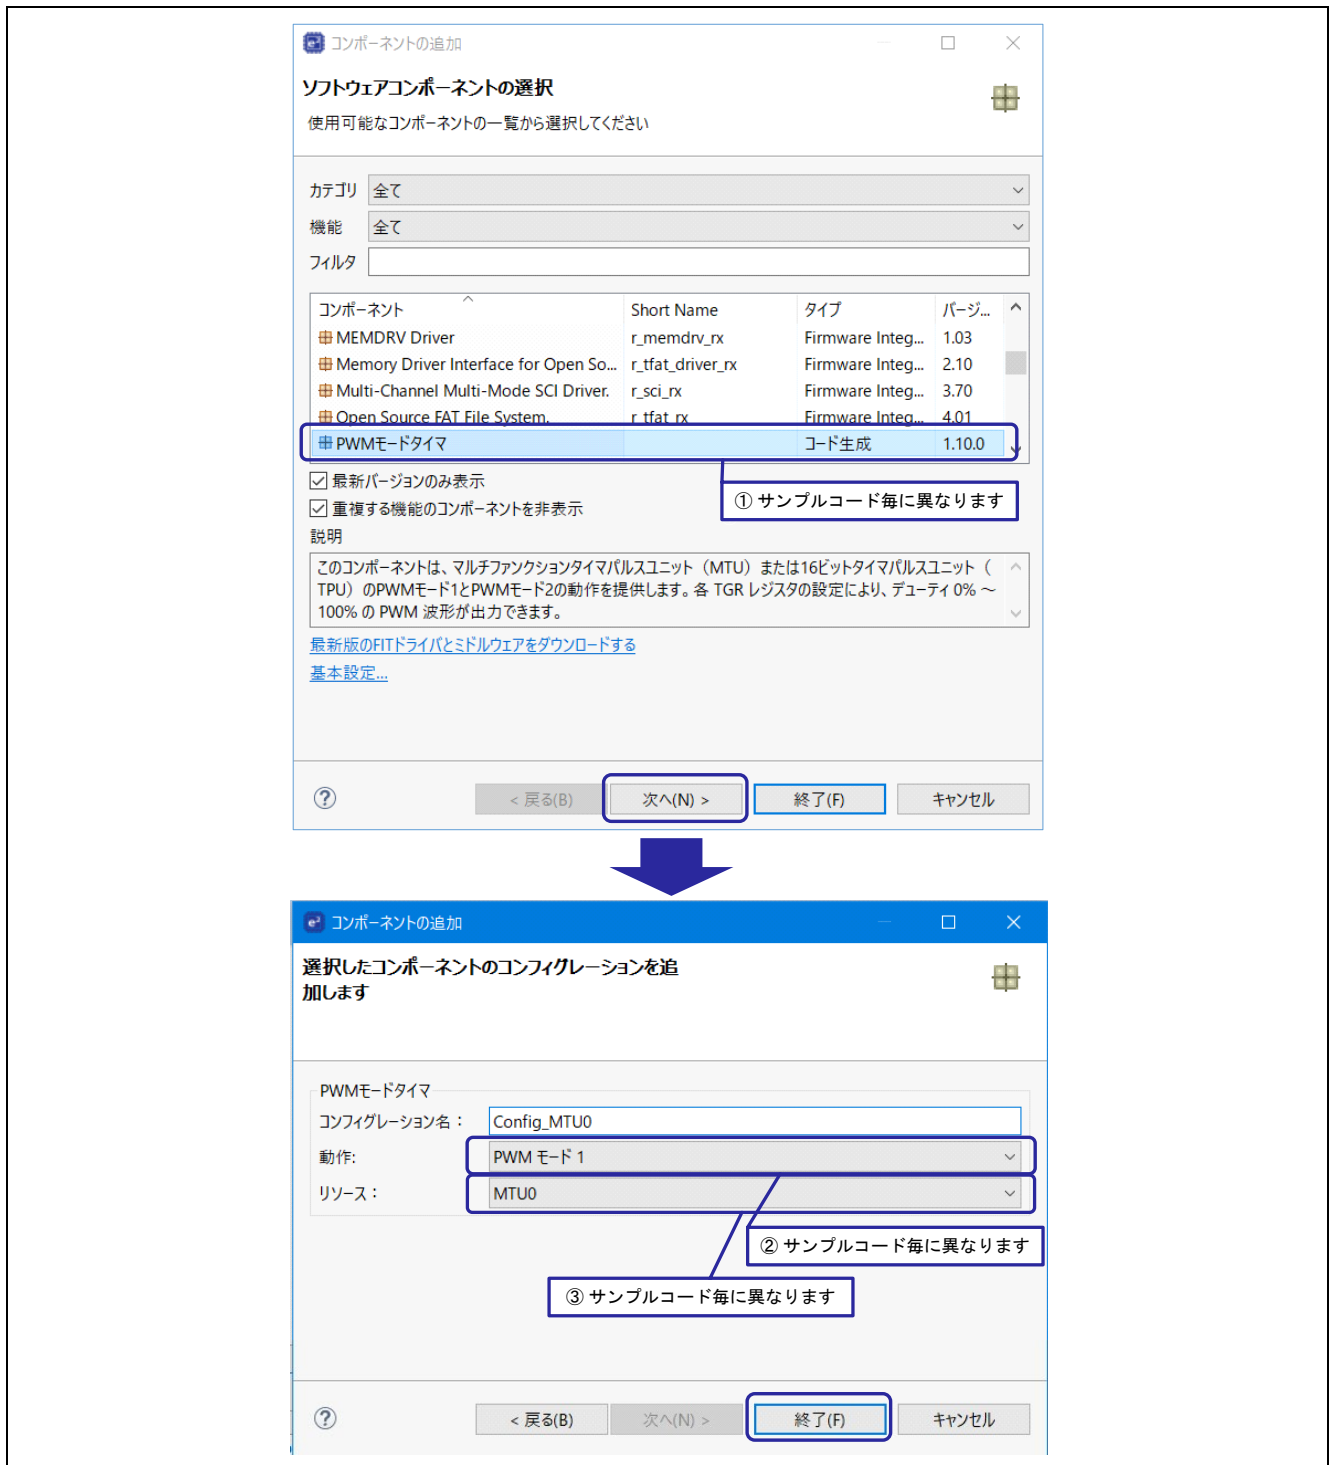 コンポーネントの追加
ソフトウェアコンポーネントの選択
使用可能なコンポーネントの一覧から選択してください
カテゴリ 全て
機能 全て
フィルタ
コンポーネント Short Name タイプ バージ...
MEMDRV Driver r_memdrv_rx Firmware Integ... 1.03
Memory Driver Interface for Open So... r_tfat_driver_rx Firmware Integ... 2.10
Multi-Channel Multi-Mode SCI Driver. r_sci_rx Firmware Integ... 3.70
Open Source FAT File System. r_tfat_rx Firmware Integ... 4.01
PWMモードタイマ コード生成 1.10.0
最新バージョンのみ表示
① サンプルコード毎に異なります
重複する機能のコンポーネントを非表示
説明
このコンポーネントは、マルチファンクションタイマパルスユニット（MTU）または16ビットタイマパルスユニット（
TPU）のPWMモード1とPWMモード2の動作を提供します。各 TGR レジスタの設定により、デューティ 0% ～
100% の PWM 波形が出力できます。
最新版のFITドライバとミドルウェアをダウンロードする
基本設定...
< 戻る(B) 次へ(N) > 終了(F) キャンセル
コンポーネントの追加
選択したコンポーネントのコンフィグレーションを追
加します
PWMモードタイマ
コンフィグレーション名： Config_MTU0
動作: PWM モード 1
リソース： MTU0
② サンプルコード毎に異なります
③ サンプルコード毎に異なります
< 戻る(B) 次へ(N) > 終了(F) キャンセル